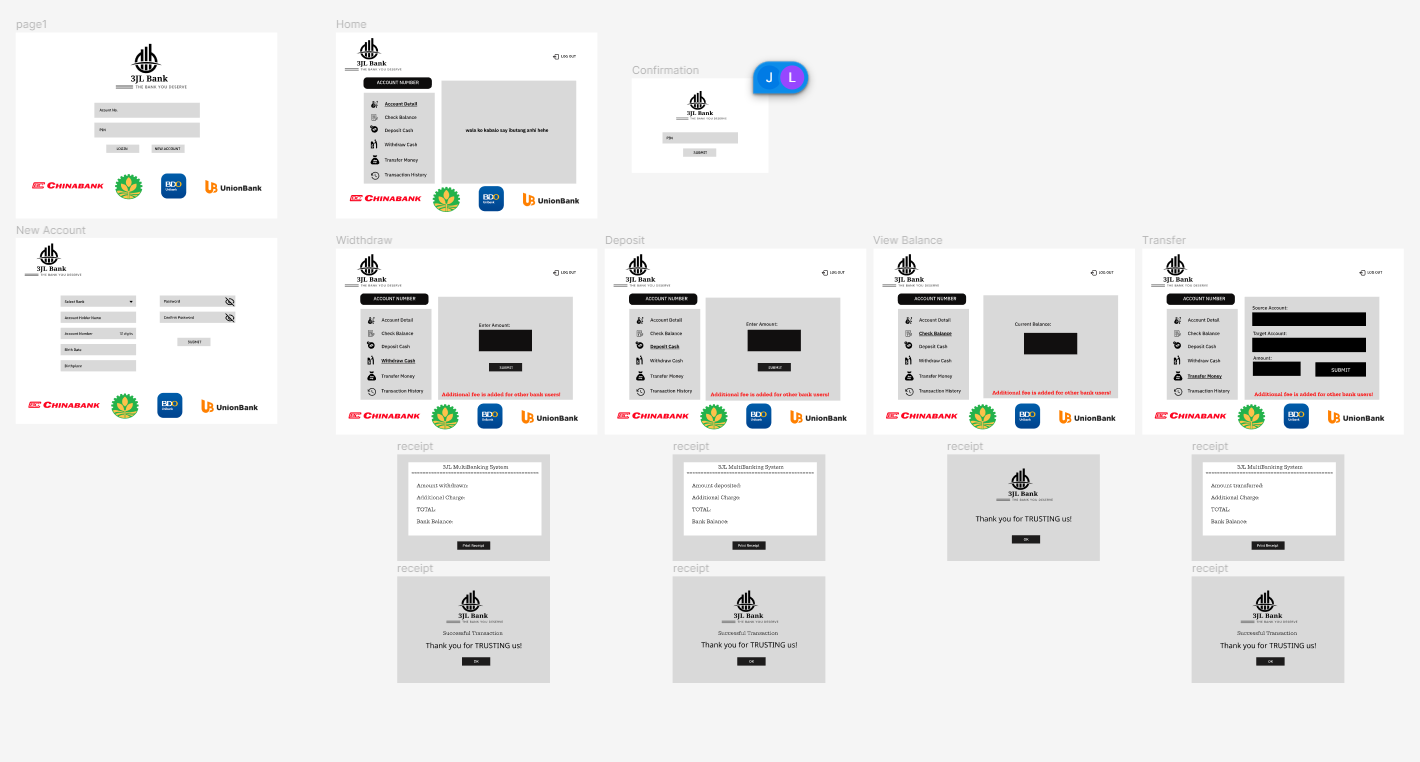 page1
3JL Bank
THE BANK YOU DESERVE
Account No.
PIN
LOGIN
NEW ACCOUNT
CHINABANK
BDO
Unibank
UB UnionBank
Home
3JL Bank
THE BANK YOU DESERVE
LOG OUT
ACCOUNT NUMBER
Account Detail
Check Balance
Deposit Cash
Withdraw Cash
Transfer Money
Transaction History
wala ko kabalo say ibutang anhi hehe
CHINABANK
BDO
Unibank
UB UnionBank
Confirmation
J
L
3JL Bank
THE BANK YOU DESERVE
PIN
SUBMIT
New Account
3JL Bank
THE BANK YOU DESERVE
Select Bank
Account Holder Name
Account Number
12 digits
Birth Date
Birthplace
Password
Confirm Password
SUBMIT
CHINABANK
BDO
Unibank
UB UnionBank
Widthdraw
3JL Bank
THE BANK YOU DESERVE
LOG OUT
ACCOUNT NUMBER
Account Detail
Check Balance
Deposit Cash
Withdraw Cash
Transfer Money
Transaction History
Enter Amount:
SUBMIT
Additional fee is added for other bank users!
CHINABANK
BDO
Unibank
UB UnionBank
Deposit
3JL Bank
THE BANK YOU DESERVE
LOG OUT
ACCOUNT NUMBER
Account Detail
Check Balance
Deposit Cash
Withdraw Cash
Transfer Money
Transaction History
Enter Amount:
SUBMIT
Additional fee is added for other bank users!
CHINABANK
BDO
Unibank
UB UnionBank
View Balance
3JL Bank
THE BANK YOU DESERVE
LOG OUT
ACCOUNT NUMBER
Account Detail
Check Balance
Deposit Cash
Withdraw Cash
Transfer Money
Transaction History
Current Balance:
Additional fee is added for other bank users!
CHINABANK
BDO
Unibank
UB UnionBank
Transfer
3JL Bank
THE BANK YOU DESERVE
LOG OUT
ACCOUNT NUMBER
Account Detail
Check Balance
Deposit Cash
Withdraw Cash
Transfer Money
Transaction History
Source Account:
Target Account:
Amount:
SUBMIT
Additional fee is added for other bank users!
CHINABANK
BDO
Unibank
UB UnionBank
receipt
3JL MultiBanking System
Amount withdrawn:
Additional Charge:
TOTAL:
Bank Balance:
Print Receipt
receipt
3JL MultiBanking System
Amount deposited:
Additional Charge:
TOTAL:
Bank Balance:
Print Receipt
receipt
3JL Bank
THE BANK YOU DESERVE
Thank you for TRUSTING us!
OK
receipt
3JL MultiBanking System
Amount transferred:
Additional Charge:
TOTAL:
Bank Balance:
Print Receipt
receipt
3JL Bank
THE BANK YOU DESERVE
Successful Transaction
Thank you for TRUSTING us!
OK
receipt
3JL Bank
THE BANK YOU DESERVE
Successful Transaction
Thank you for TRUSTING us!
OK
receipt
3JL Bank
THE BANK YOU DESERVE
Successful Transaction
Thank you for TRUSTING us!
OK